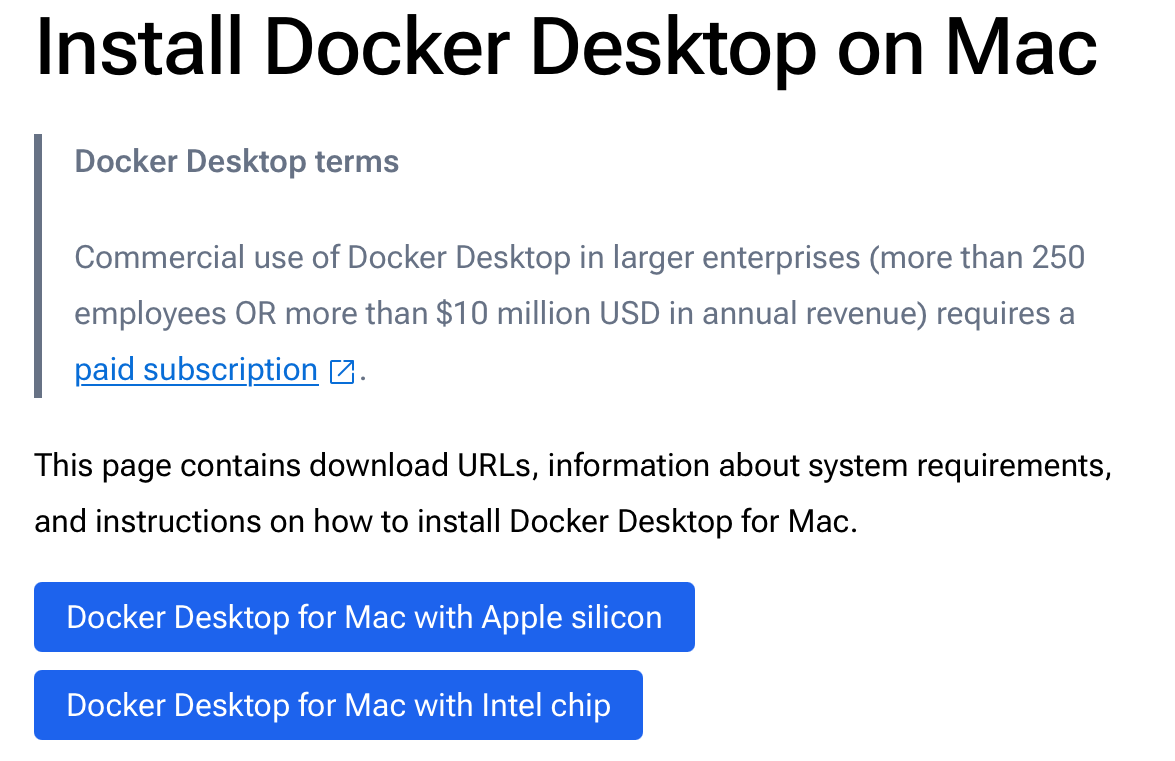 Install Docker Desktop on Mac
Docker Desktop terms
Commercial use of Docker Desktop in larger enterprises (more than 250
employees OR more than $10 million USD in annual revenue) requires a
paid subscription .
This page contains download URLs, information about system requirements,
and instructions on how to install Docker Desktop for Mac.
Docker Desktop for Mac with Apple silicon
Docker Desktop for Mac with Intel chip